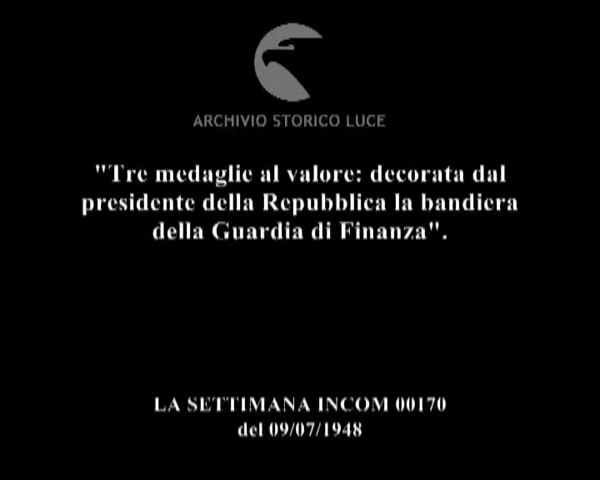 ARCHIVIO STORICO LUCE
"Tre medaglie al valore: decorata dal
presidente della Repubblica la bandiera
della Guardia di Finanza".
LA SETTIMANA INCOM 00170
del 09/07/1948